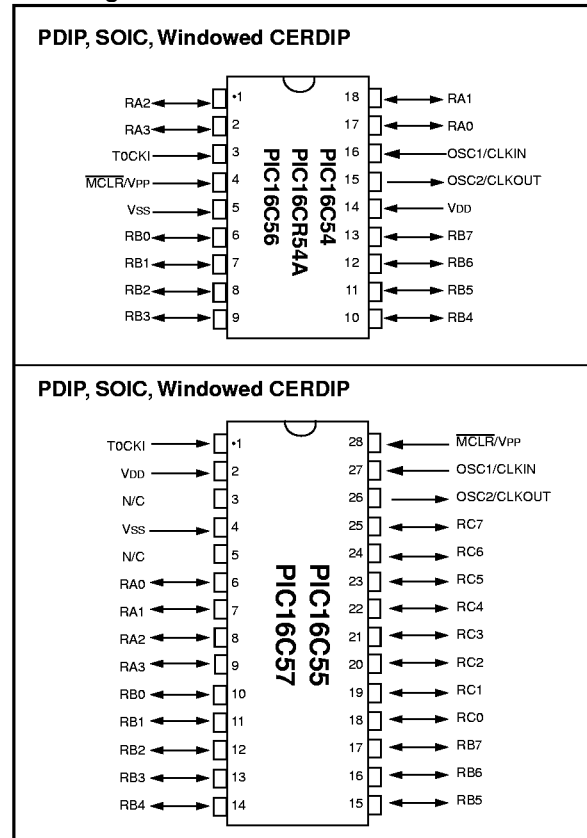 PDIP, SOIC, Windowed CERDIP
RA2 •1 18 RA1
RA3 2 17 RA0
T0CKI 3 16 OSC1/CLKIN
MCLR/VPP 4 15 OSC2/CLKOUT
VSS 5 14 VDD
RB0 6 13 RB7
RB1 7 12 RB6
RB2 8 11 RB5
RB3 9 10 RB4
PIC16C54
PIC16CR54A
PIC16C56
PDIP, SOIC, Windowed CERDIP
T0CKI •1 28 MCLR/VPP
VDD 2 27 OSC1/CLKIN
N/C 3 26 OSC2/CLKOUT
VSS 4 25 RC7
N/C 5 24 RC6
RA0 6 23 RC5
RA1 7 22 RC4
RA2 8 21 RC3
RA3 9 20 RC2
RB0 10 19 RC1
RB1 11 18 RC0
RB2 12 17 RB7
RB3 13 16 RB6
RB4 14 15 RB5
PIC16C55
PIC16C57